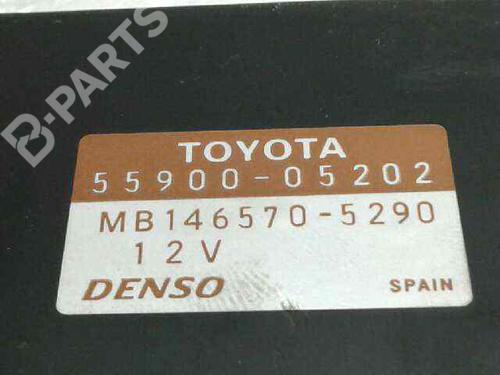 B-PARTS
TOYOTA
55900-05202
MB146570-5290
12V
DENSO
SPAIN